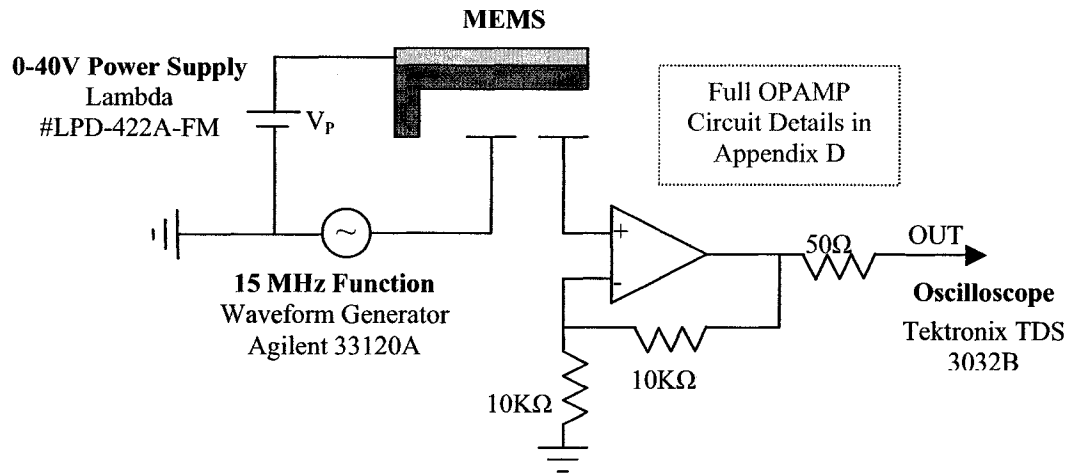 MEMS
0-40V Power Supply
Lambda
#LPD-422A-FM
V_P
Full OPAMP
Circuit Details in
Appendix D
~
+
-
50Ω
OUT
15 MHz Function
Waveform Generator
Agilent 33120A
Oscilloscope
Tektronix TDS
3032B
10KΩ
10KΩ